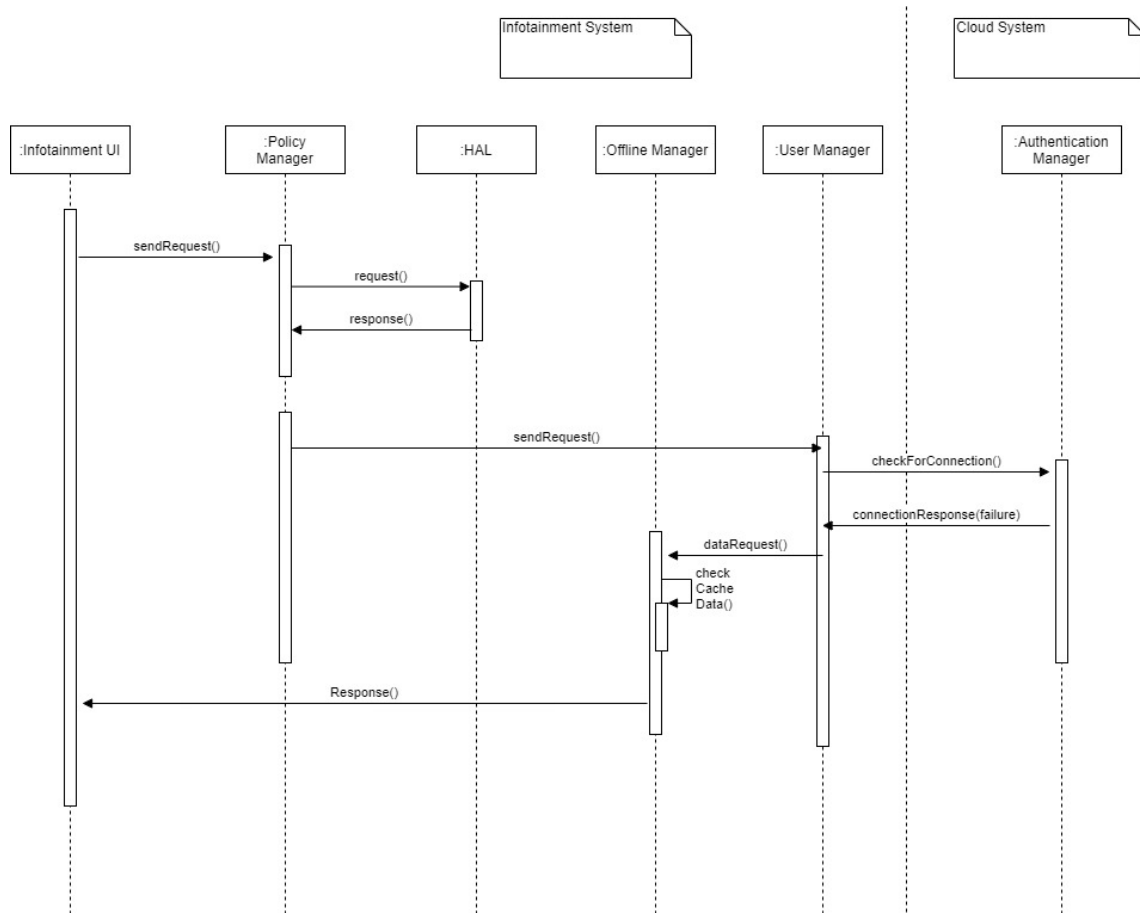 Infotainment System
Cloud System
:Infotainment UI
:Policy
Manager
:HAL
:Offline Manager
:User Manager
:Authentication
Manager
sendRequest()
request()
response()
sendRequest()
checkForConnection()
connectionResponse(failure)
dataRequest()
check
Cache
Data()
Response()